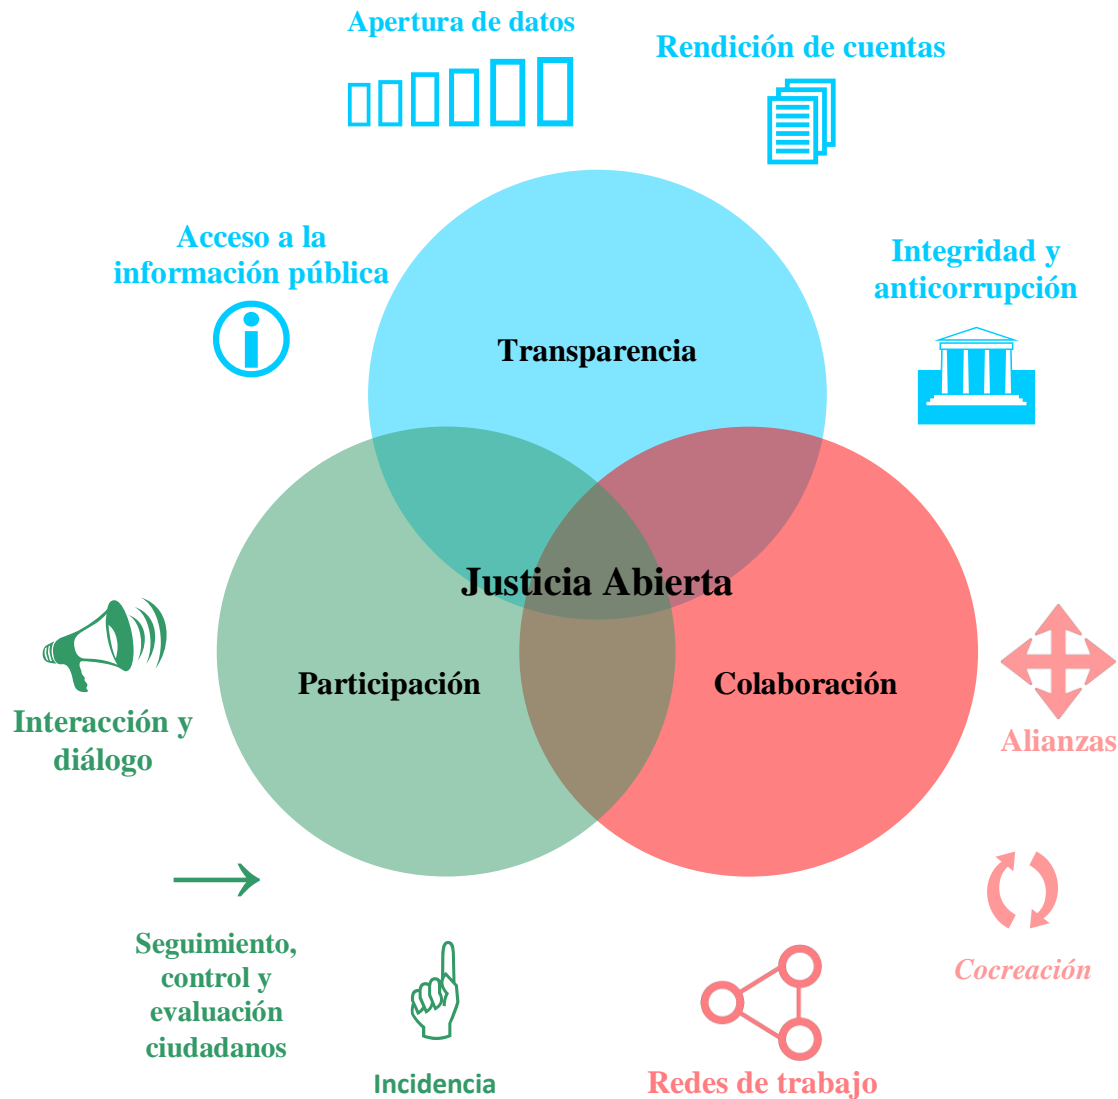 Apertura de datos
Rendición de cuentas
Acceso a la
información pública
Integridad y
anticorrupción
Transparencia
Justicia Abierta
Participación
Colaboración
Interacción y
diálogo
Alianzas
Seguimiento,
control y
evaluación
ciudadanos
Cocreación
Incidencia
Redes de trabajo